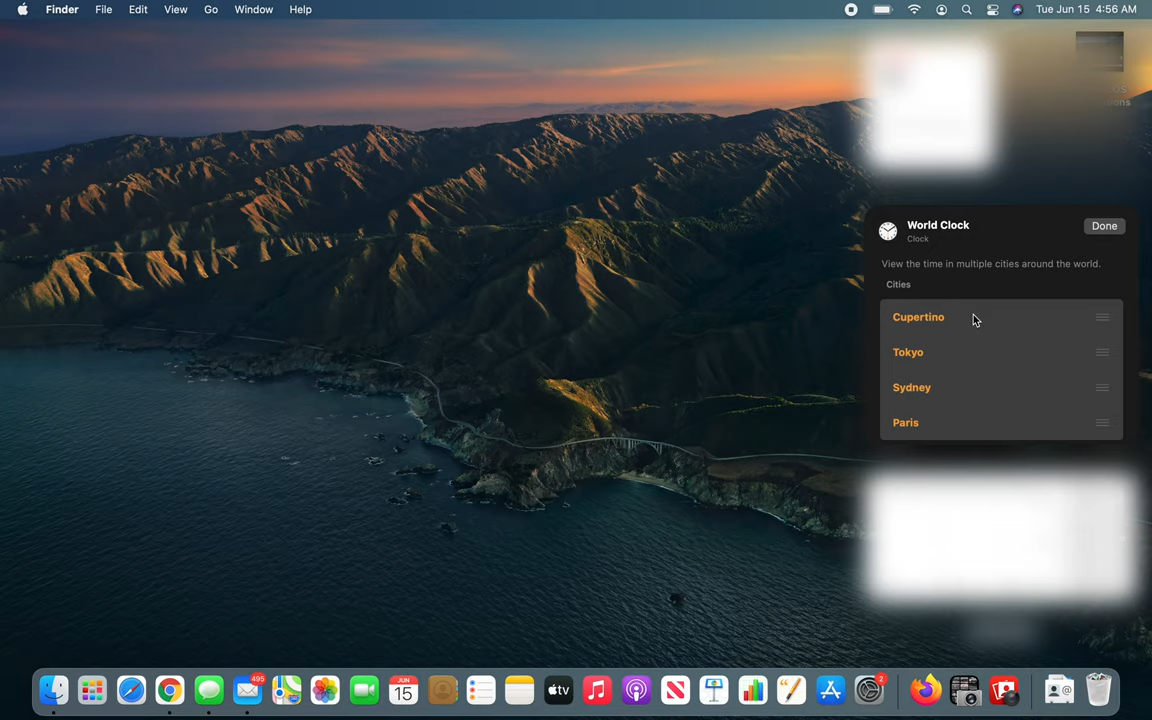 Finder File Edit View Go Window Help Tue Jun 15 4:56 AM
World Clock
Done
Clock
View the time in multiple cities around the world.
Cities
Cupertino
Tokyo
Sydney
Paris
495
JUN
15
tv
2